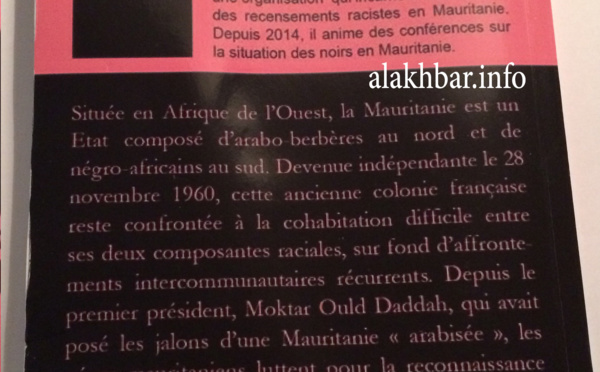 une organisation qui
des recensements racistes en Mauritanie.
Depuis 2014, il anime des conférences sur
la situation des noirs en Mauritanie.
alakhbar.info
Située en Afrique de l'Ouest, la Mauritanie est un
Etat composé d'arabo-berbères au nord et de
négro-africains au sud. Devenue indépendante le 28
novembre 1960, cette ancienne colonie française
reste confrontée à la cohabitation difficile entre
ses deux composantes raciales, sur fond d'affronte-
ments intercommunautaires récurrents. Depuis le
premier président, Moktar Ould Daddah, qui avait
posé les jalons d'une Mauritanie « arabisée », les
luttent pour la reconnaissance